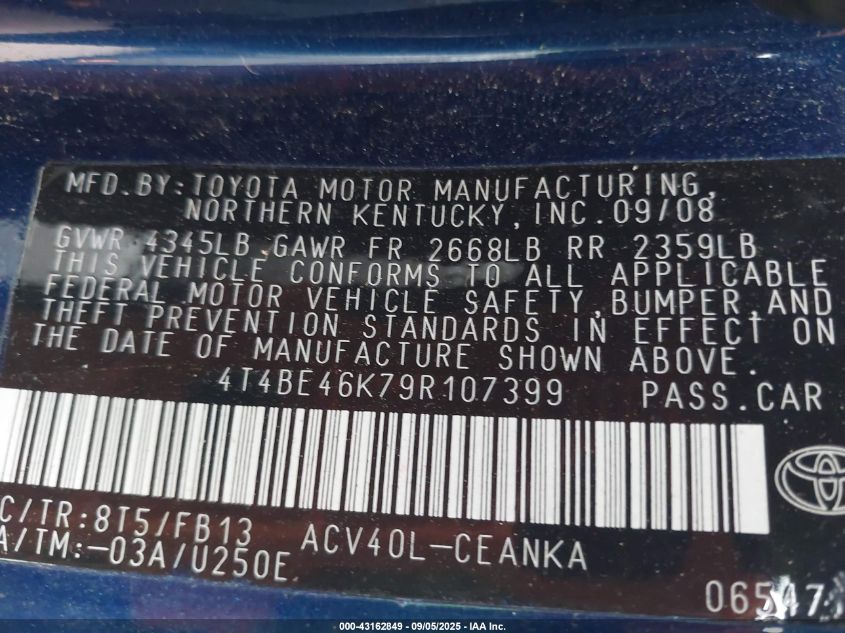 MFD.BY:TOYOTA MOTOR MANUFACTURING,
NORTHERN KENTUCKY, INC. 09/08
GVWR 4345LB GAWR FR 2668LB RR 2359LB
THIS VEHICLE CONFORMS TO ALL APPLICABLE
FEDERAL MOTOR VEHICLE SAFETY, BUMPER, AND
THEFT PREVENTION STANDARDS IN EFFECT ON
THE DATE OF MANUFACTURE SHOWN ABOVE.
4T4BE46K79R107399 PASS.CAR
C/TR:8T5/FB13 ACV40L-CEANKA
A/TM:-03A/U250E
06547
000-43162849 - 09/05/2025 - IAA Inc.